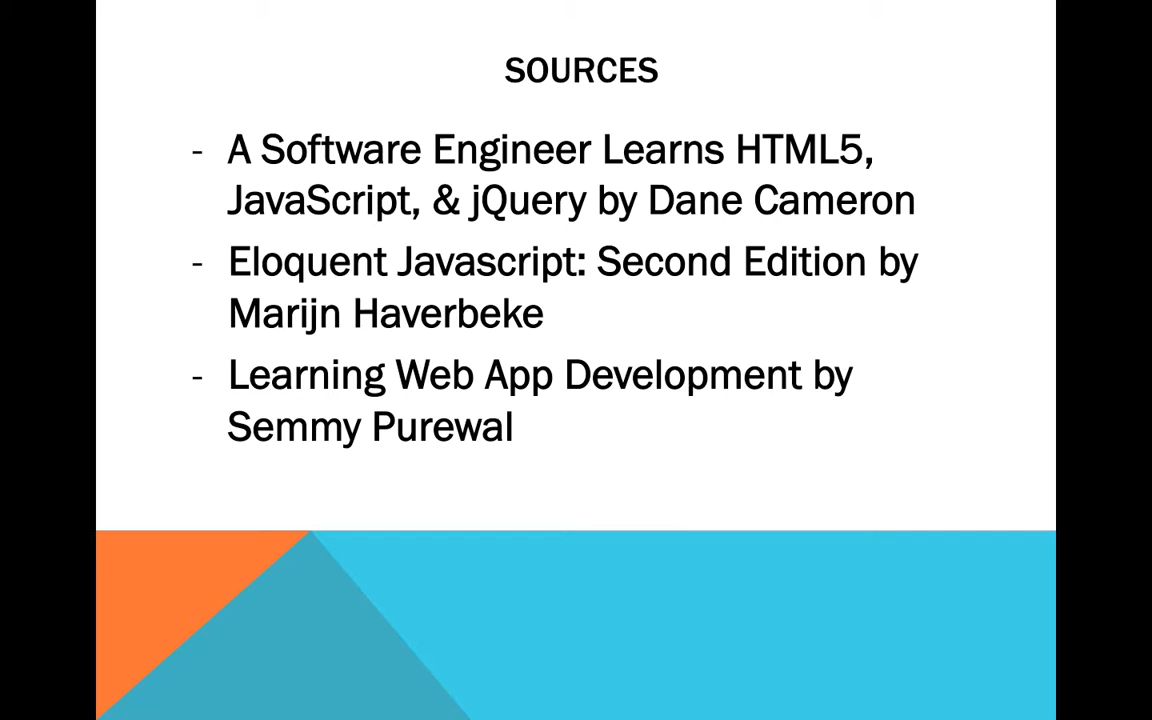 SOURCES
- A Software Engineer Learns HTML5,
JavaScript, & jQuery by Dane Cameron
- Eloquent Javascript: Second Edition by
Marijn Haverbeke
- Learning Web App Development by
Semmy Purewal